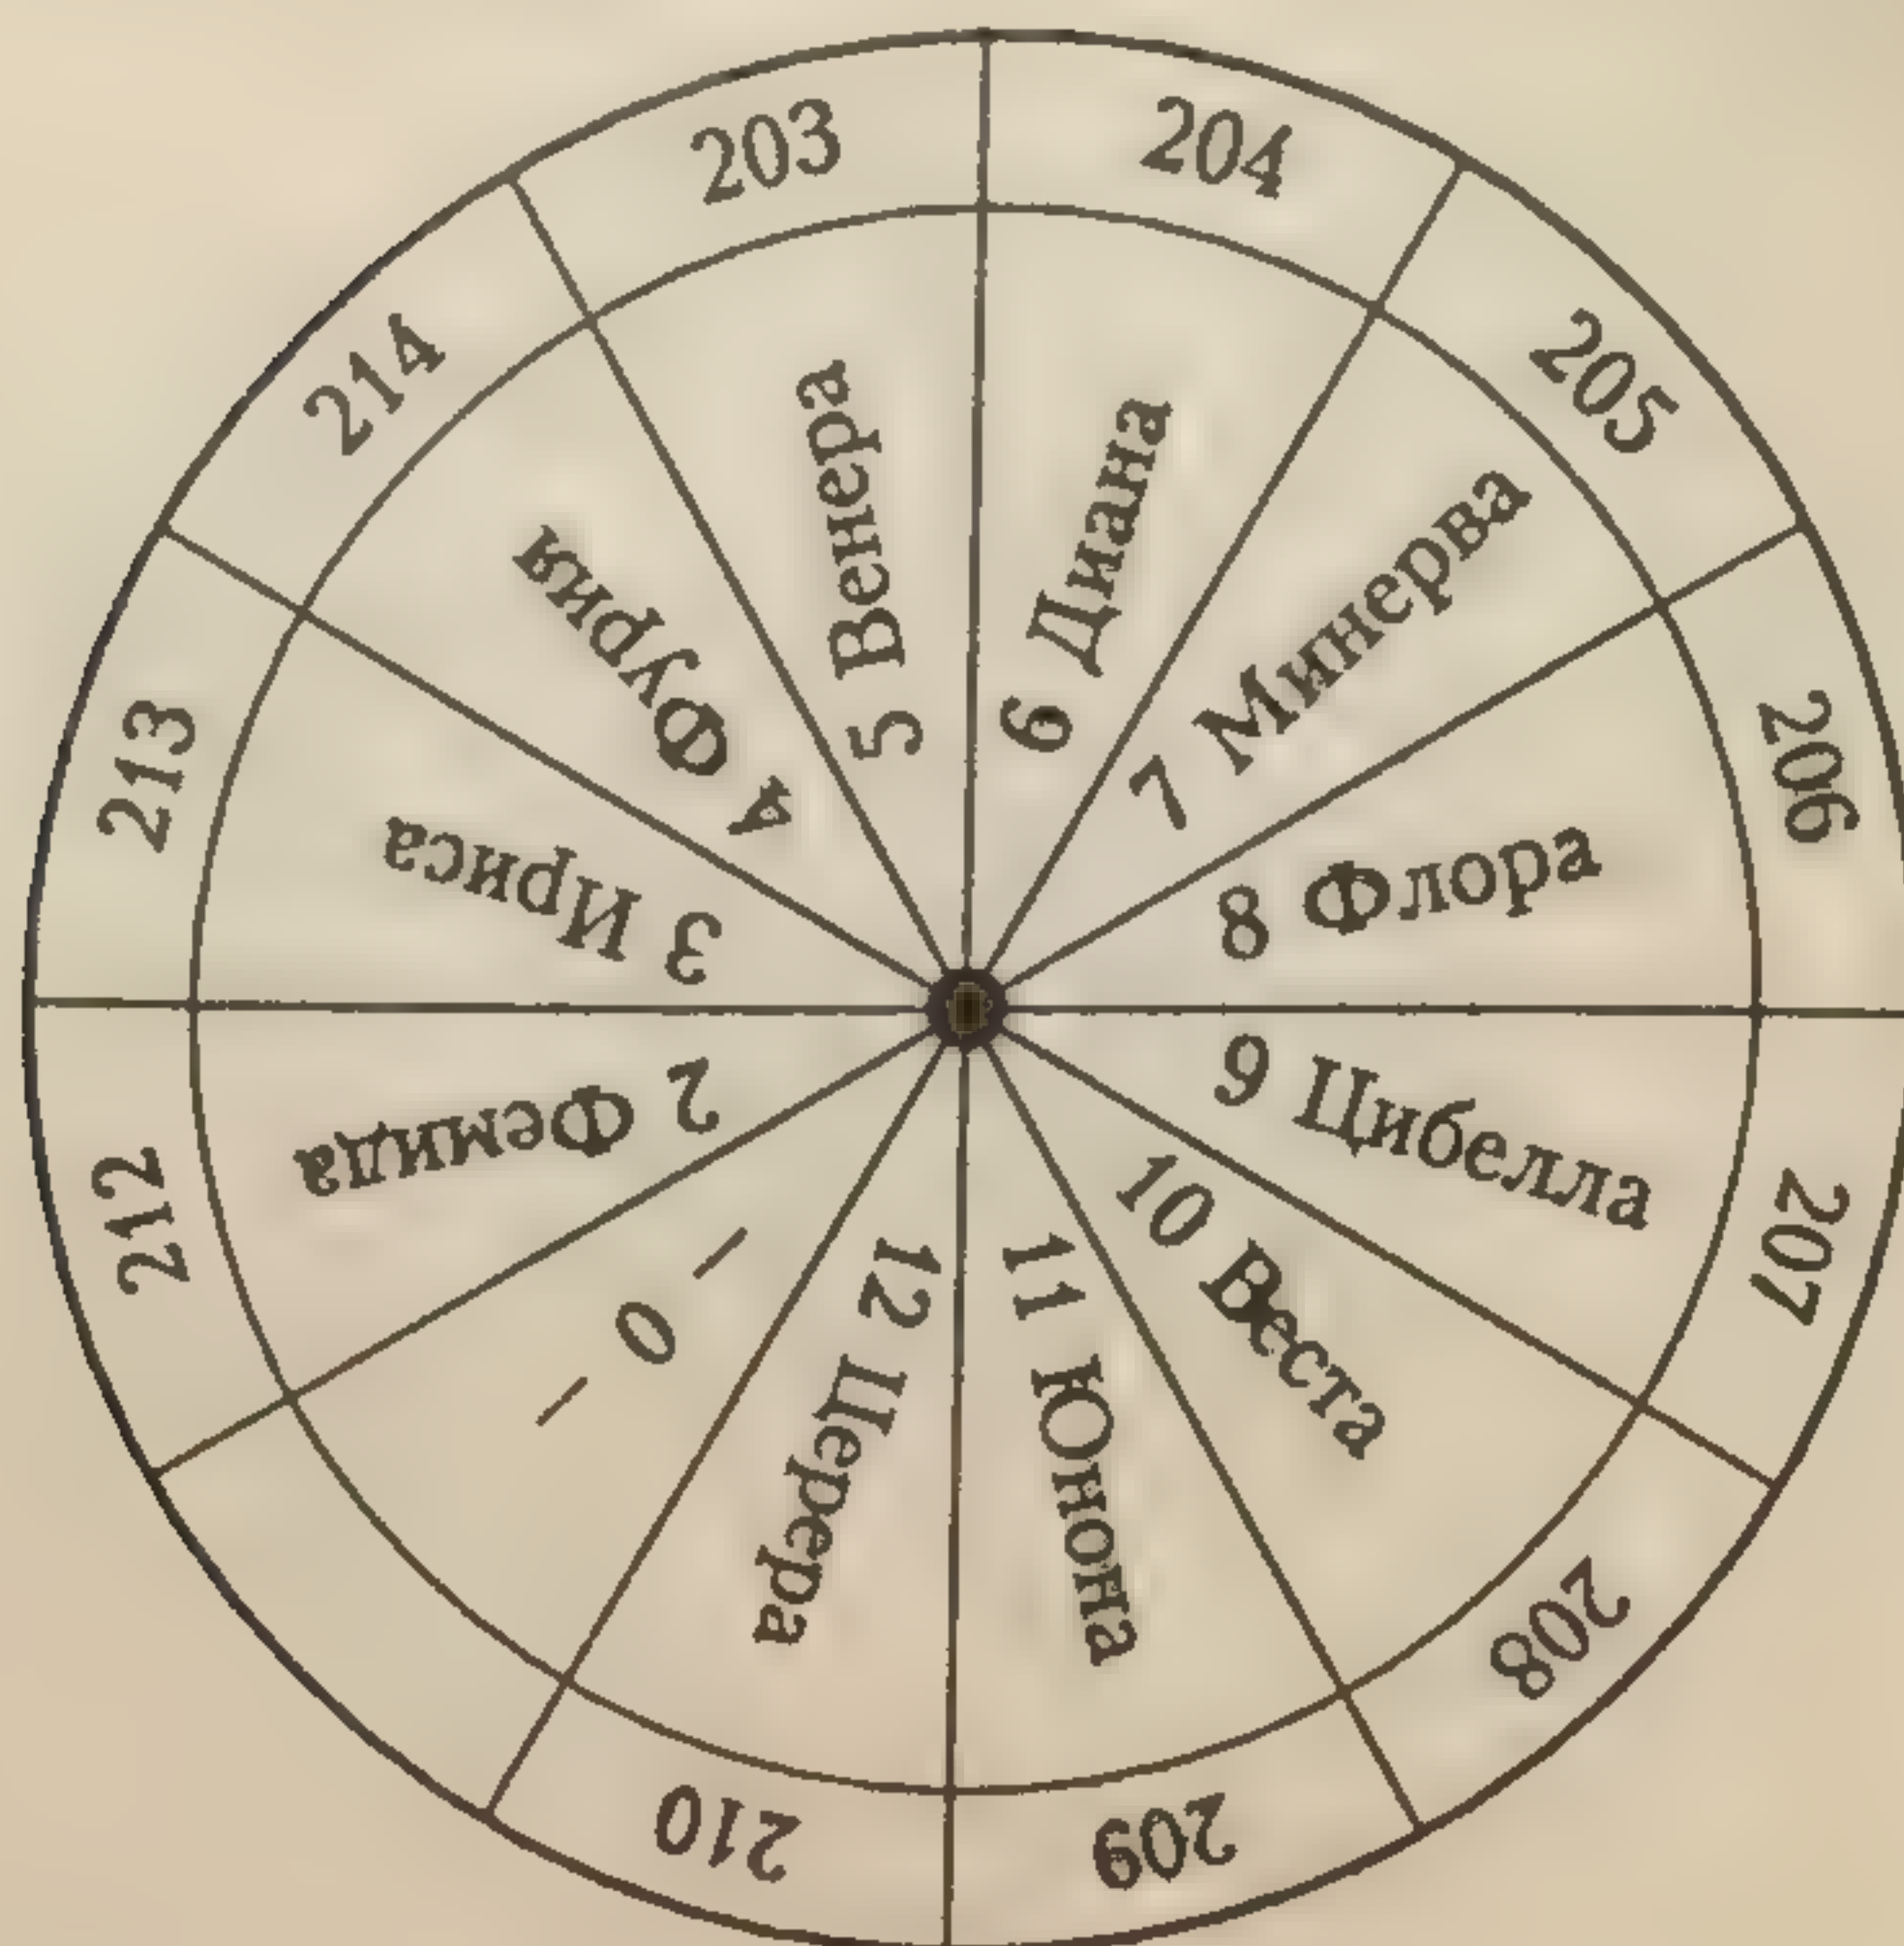 203
204
205
206
207
208
209
210
212
213
214
5 Венера
6 Диана
7 Минерва
8 Флора
9 Цибелла
10 Веста
11 Юнона
12 Церера
— 0 —
2 Фемида
3 Ириса
4 Фурия